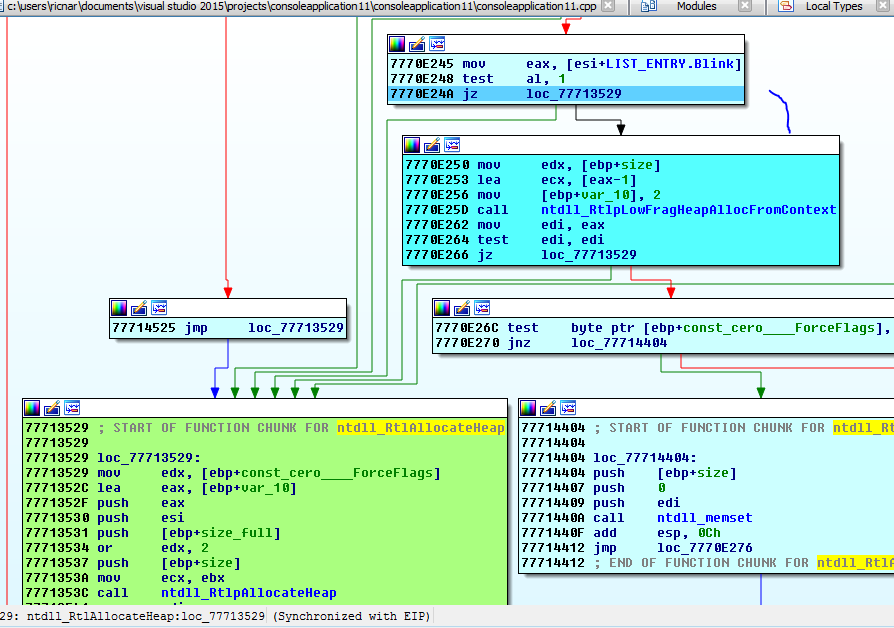 c:\users\ricnar\documents\visual studio 2015\projects\consoleapplication11\consoleapplication11\consoleapplication11.cpp Modules Local Types
7770E245 mov eax, [esi+LIST_ENTRY.Blink]
7770E248 test al, 1
7770E24A jz loc_77713529
7770E250 mov edx, [ebp+size]
7770E253 lea ecx, [eax-1]
7770E256 mov [ebp+var_10], 2
7770E25D call ntdll_RtlpLowFragHeapAllocFromContext
7770E262 mov edi, eax
7770E264 test edi, edi
7770E266 jz loc_77713529
77714525 jmp loc_77713529
7770E26C test byte ptr [ebp+const_cero____ForceFlags],
7770E270 jnz loc_77714404
77713529 ; START OF FUNCTION CHUNK FOR ntdll_RtlAllocateHeap
77713529
77713529 loc_77713529:
77713529 mov edx, [ebp+const_cero____ForceFlags]
7771352C lea eax, [ebp+var_10]
7771352F push eax
77713530 push esi
77713531 push [ebp+size_full]
77713534 or edx, 2
77713537 push [ebp+size]
7771353A mov ecx, ebx
7771353C call ntdll_RtlpAllocateHeap
77714404 ; START OF FUNCTION CHUNK FOR ntdll_Rt
77714404
77714404 loc_77714404:
77714404 push [ebp+size]
77714407 push 0
77714409 push edi
7771440A call ntdll_memset
7771440F add esp, 0Ch
77714412 jmp loc_7770E276
77714412 ; END OF FUNCTION CHUNK FOR ntdll_RtlA
29: ntdll_RtlAllocateHeap:loc_77713529 (Synchronized with EIP)